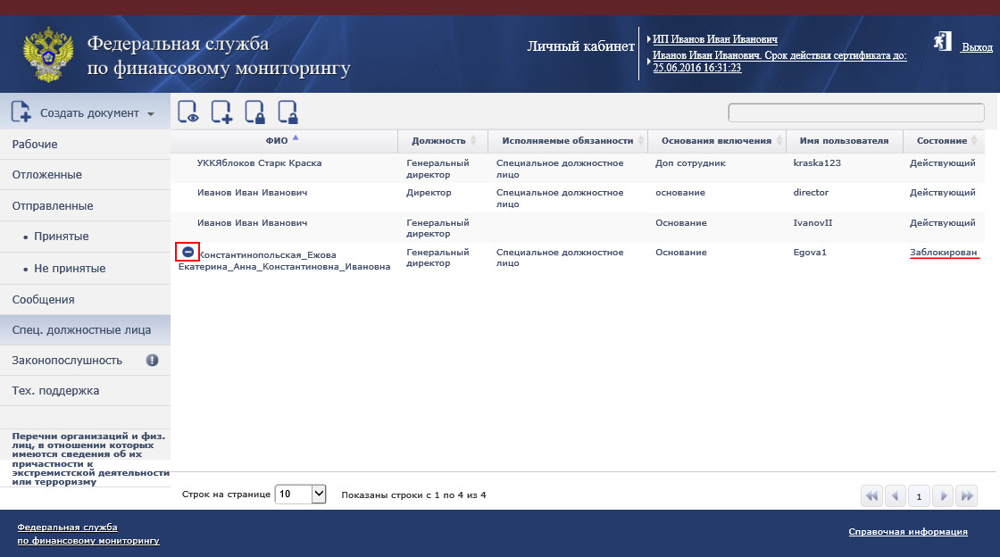 Федеральная служба
по финансовому мониторингу
Личный кабинет
ИП Иванов Иван Иванович
Иванов Иван Иванович. Срок действия сертификата до:
25.06.2016 16:31:23
Выход
Создать документ
Рабочие
Отложенные
Отправленные
Принятые
Не принятые
Сообщения
Спец. должностные лица
Законопослушность
Тех. поддержка
Перечни организаций и физ.
лиц, в отношении которых
имеются сведения об их
причастности к
экстремистской деятельности
или терроризму
ФИО Должность Исполняемые обязанности Основания включения Имя пользователя Состояние
УККЯблоков Старк Краска Генеральный Специальное должностное Доп сотрудник kraska123 Действующий
директор лицо
Иванов Иван Иванович Директор Специальное должностное основание director Действующий
лицо
Иванов Иван Иванович Генеральный Основание IvanovII Действующий
директор
Константинопольская_Ежова Генеральный Специальное должностное Основание Egova1 Заблокирован
Екатерина_Анна_Константиновна_Ивановна директор лицо
Строк на странице 10 Показаны строки с 1 по 4 из 4
1
Федеральная служба
по финансовому мониторингу
Справочная информация